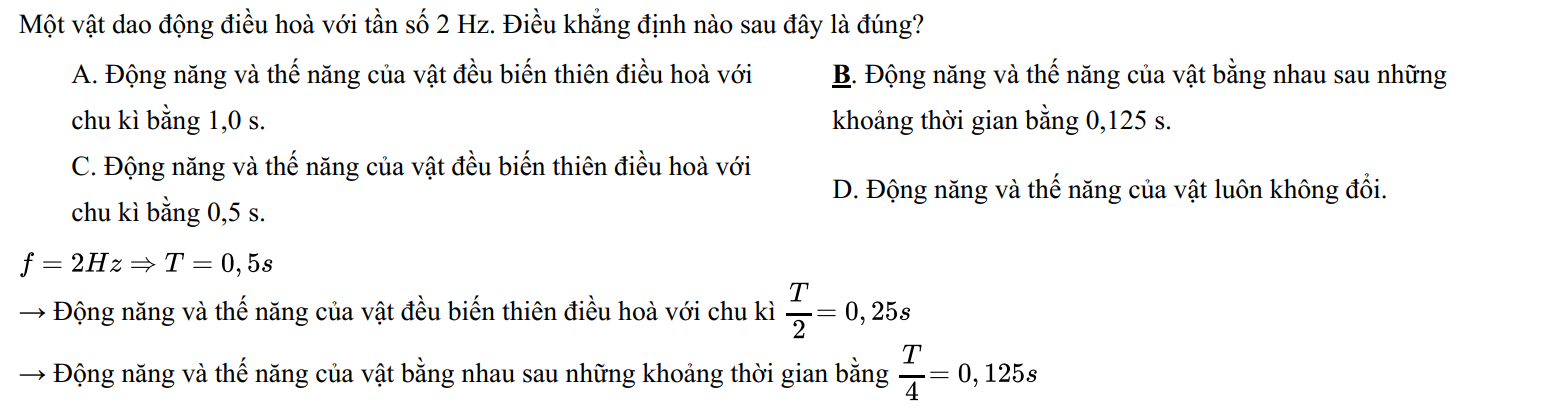 Một vật dao động điều hoà với tần số 2 Hz. Điều khẳng định nào sau đây là đúng?
A. Động năng và thế năng của vật đều biến thiên điều hoà với
chu kì bằng 1,0 s.
B. Động năng và thế năng của vật bằng nhau sau những
khoảng thời gian bằng 0,125 s.
C. Động năng và thế năng của vật đều biến thiên điều hoà với
chu kì bằng 0,5 s.
D. Động năng và thế năng của vật luôn không đổi.
f = 2Hz ⇒ T = 0,5s
→ Động năng và thế năng của vật đều biến thiên điều hoà với chu kì T/2 = 0,25s
→ Động năng và thế năng của vật bằng nhau sau những khoảng thời gian bằng T/4 = 0,125s